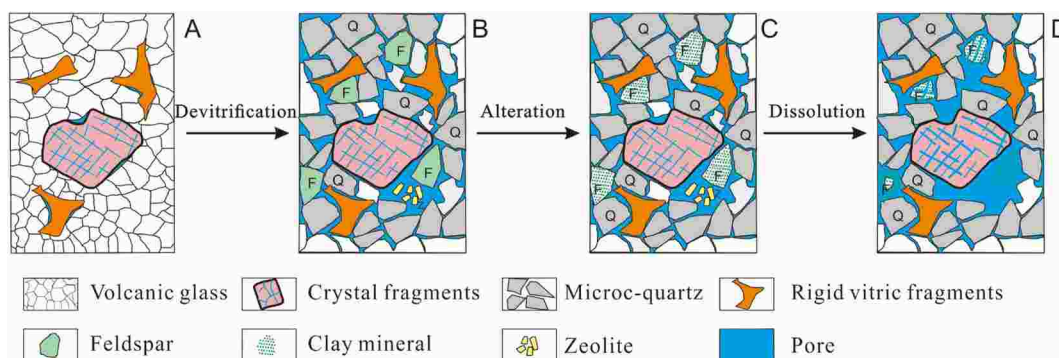 A
B
C
D
Devitrification
Alteration
Dissolution
Q
F
F
Q
Q
F
F
Q
Q
Q
F
F
Q
Q
F
F
Q
Q
Q
F
F
Q
Q
F
Q
Q
Volcanic glass
Crystal fragments
Microc-quartz
Rigid vitric fragments
Feldspar
Clay mineral
Zeolite
Pore